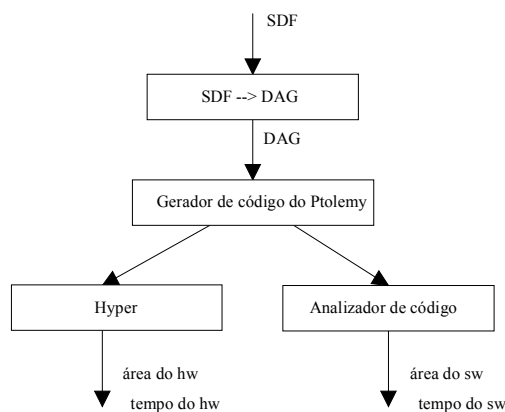 SDF
SDF --> DAG
DAG
Gerador de código do Ptolemy
Hyper
Analizador de código
área do hw
tempo do hw
área do sw
tempo do sw